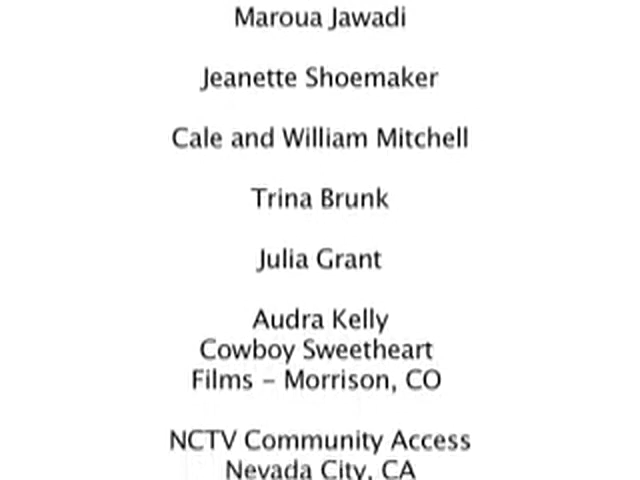 Maroua Jawadi
Jeanette Shoemaker
Cale and William Mitchell
Trina Brunk
Julia Grant
Audra Kelly
Cowboy Sweetheart
Films – Morrison, CO
NCTV Community Access
Nevada City, CA